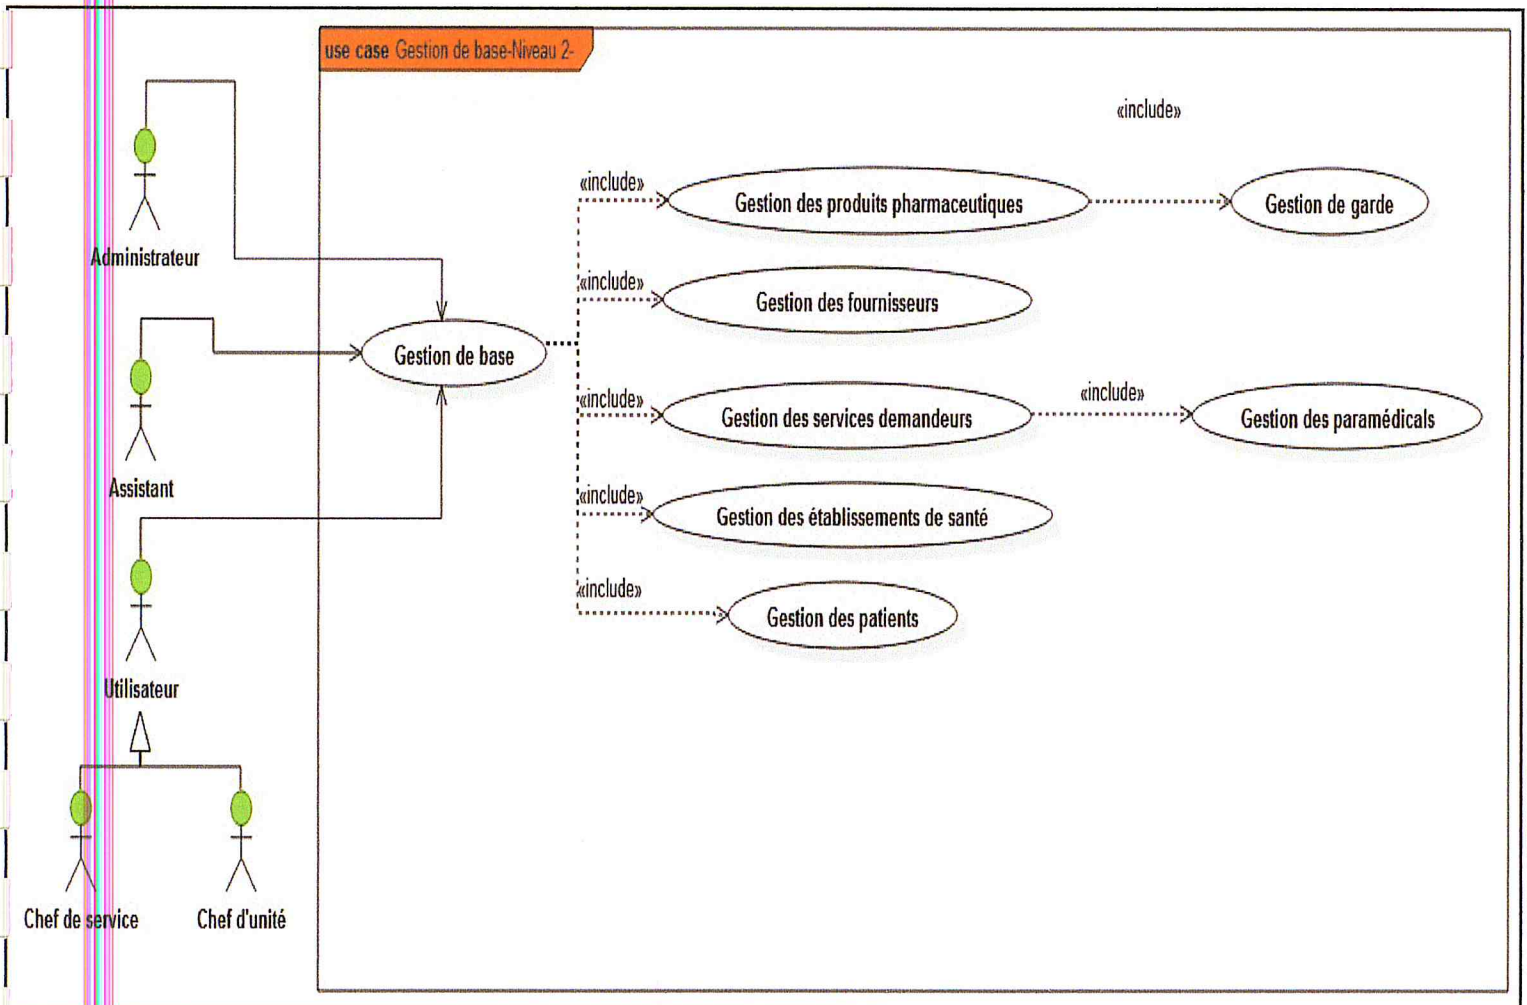 use case Gestion de base-Niveau 2-
«include»
«include»
Gestion des produits pharmaceutiques
Gestion de garde
Administrateur
«include»
Gestion des fournisseurs
Gestion de base
«include»
Gestion des services demandeurs
«include»
Gestion des paramédicals
Assistant
«include»
Gestion des établissements de santé
«include»
Gestion des patients
Utilisateur
Chef de service
Chef d'unité